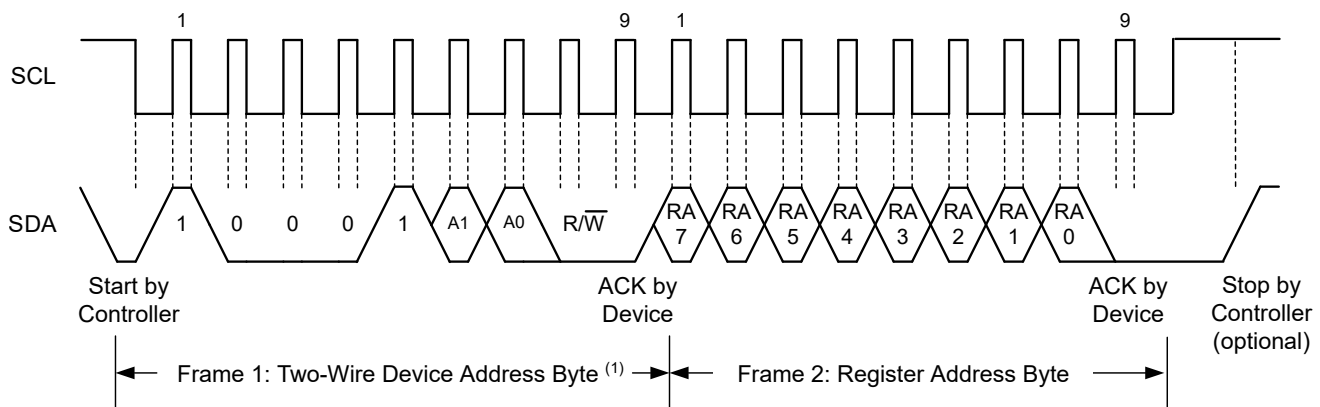 1 9 1 9
SCL
SDA 1 0 0 0 1 A1 A0 R/W̅ RA 7 RA 6 RA 5 RA 4 RA 3 RA 2 RA 1 RA 0
Start by Controller
ACK by Device
ACK by Device
Stop by Controller (optional)
Frame 1: Two-Wire Device Address Byte (1)
Frame 2: Register Address Byte